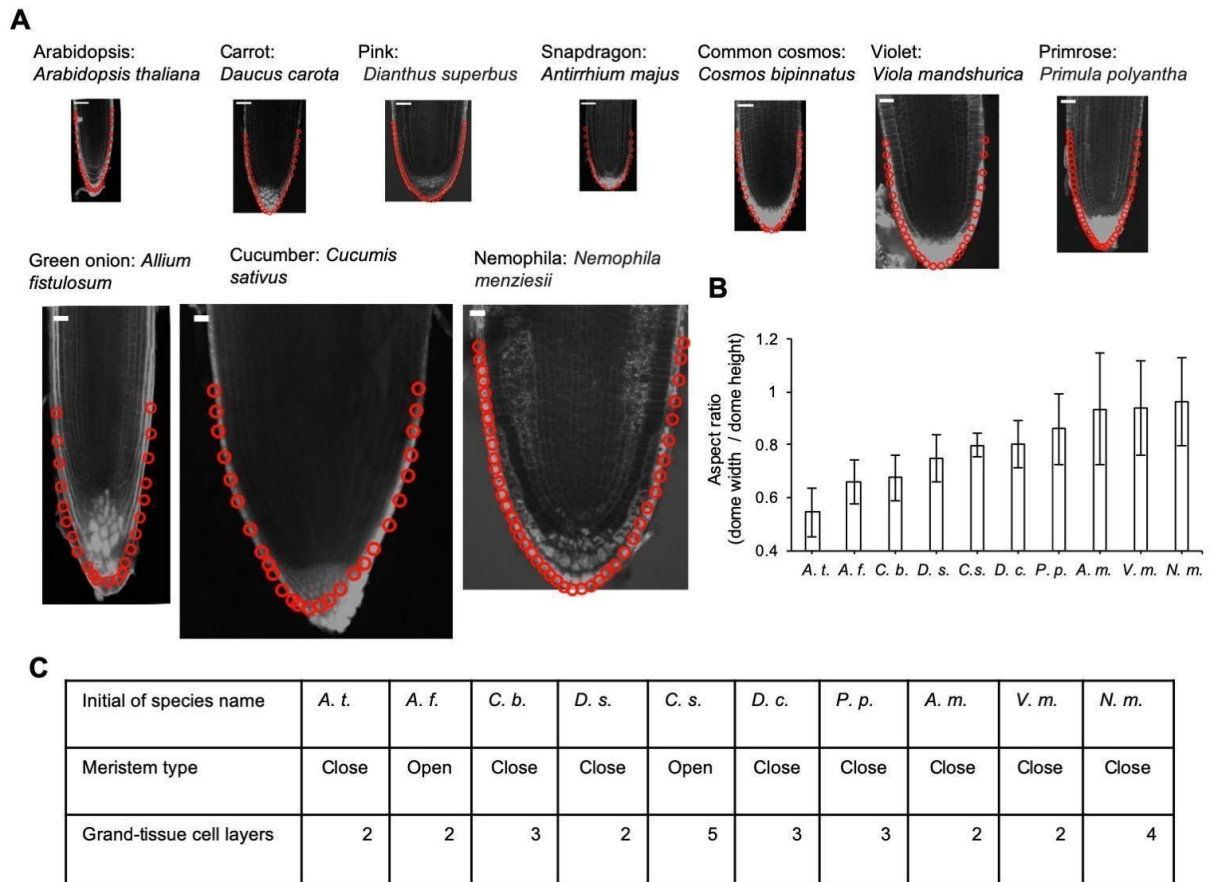 A
Arabidopsis:
Arabidopsis thaliana
Carrot:
Daucus carota
Pink:
Dianthus superbus
Snapdragon:
Antirrhium majus
Common cosmos:
Cosmos bipinnatus
Violet:
Viola mandshurica
Primrose:
Primula polyantha
Green onion: Allium
fistulosum
Cucumber: Cucumis
sativus
Nemophila: Nemophila
menziesii
B
Aspect ratio
(dome width / dome height)
1.2
1
0.8
0.6
0.4
A. t. A. f. C. b. D. s. C.s. D. c. P. p. A. m. V. m. N. m.
C
Initial of species name A. t. A. f. C. b. D. s. C. s. D. c. P. p. A. m. V. m. N. m.
Meristem type Close Open Close Close Open Close Close Close Close Close
Grand-tissue cell layers 2 2 3 2 5 3 3 2 2 4